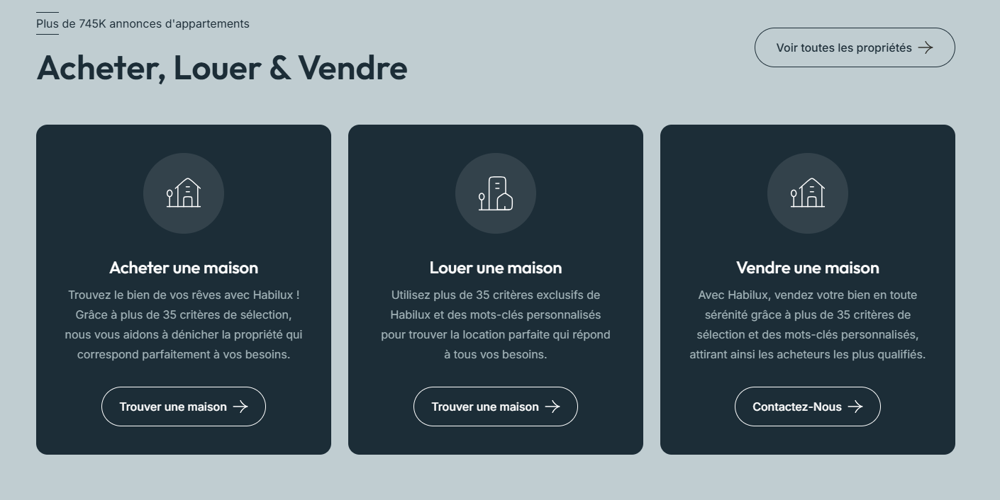 Plus de 745K annonces d'appartements
Acheter, Louer & Vendre
Voir toutes les propriétés
Acheter une maison
Trouvez le bien de vos rêves avec Habilux !
Grâce à plus de 35 critères de sélection,
nous vous aidons à dénicher la propriété qui
correspond parfaitement à vos besoins.
Trouver une maison
Louer une maison
Utilisez plus de 35 critères exclusifs de
Habilux et des mots-clés personnalisés
pour trouver la location parfaite qui répond
à tous vos besoins.
Trouver une maison
Vendre une maison
Avec Habilux, vendez votre bien en toute
sérénité grâce à plus de 35 critères de
sélection et des mots-clés personnalisés,
attirant ainsi les acheteurs les plus qualifiés.
Contactez-Nous